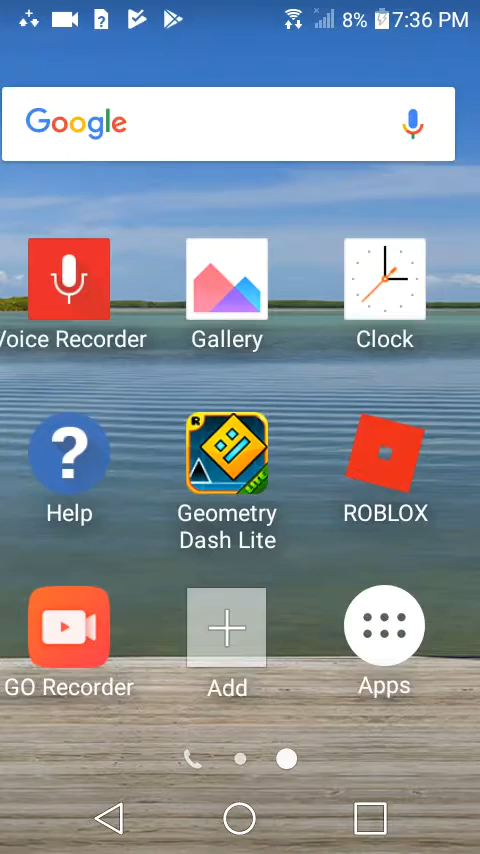 8% 7:36 PM
Google
Voice Recorder
Gallery
Clock
Help
Geometry
Dash Lite
ROBLOX
GO Recorder
Add
Apps